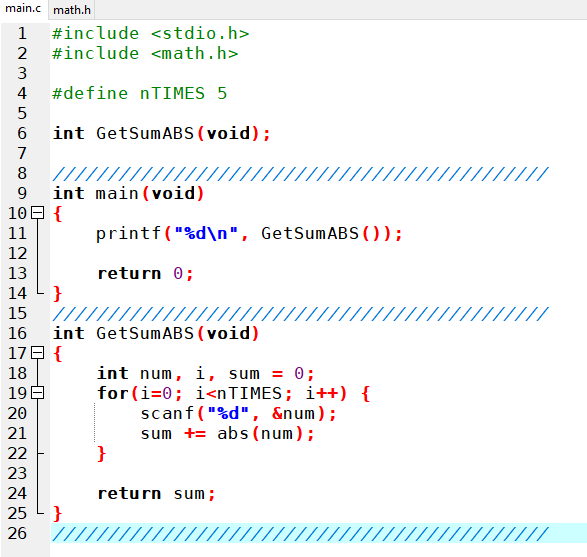 main.c math.h
1 #include <stdio.h>
2 #include <math.h>
3
4 #define nTIMES 5
5
6 int GetSumABS(void);
7
8 /////////////////////////////////////////////
9 int main(void)
10 {
11     printf("%d\n", GetSumABS());
12
13     return 0;
14 }
15 /////////////////////////////////////////////
16 int GetSumABS(void)
17 {
18     int num, i, sum = 0;
19     for(i=0; i<nTIMES; i++) {
20         scanf("%d", &num);
21         sum += abs(num);
22     }
23
24     return sum;
25 }
26 /////////////////////////////////////////////